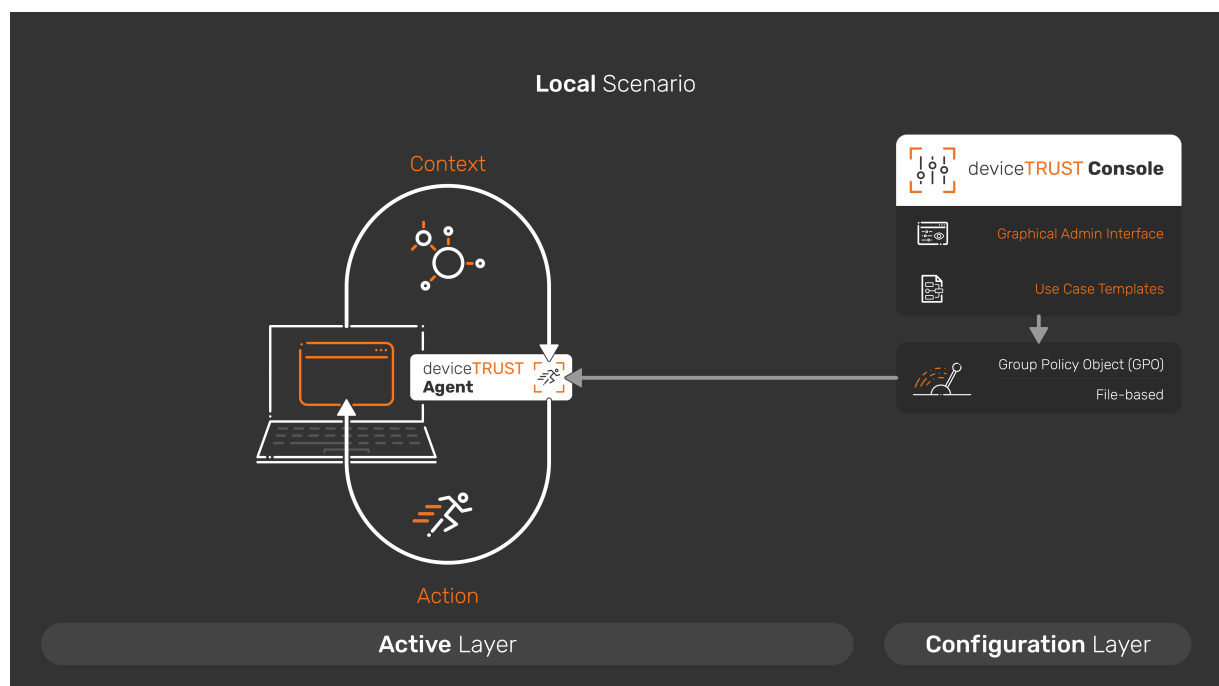 Local Scenario
Context
deviceTRUST
Agent
Action
deviceTRUST Console
Graphical Admin Interface
Use Case Templates
Group Policy Object (GPO)
File-based
Active Layer
Configuration Layer